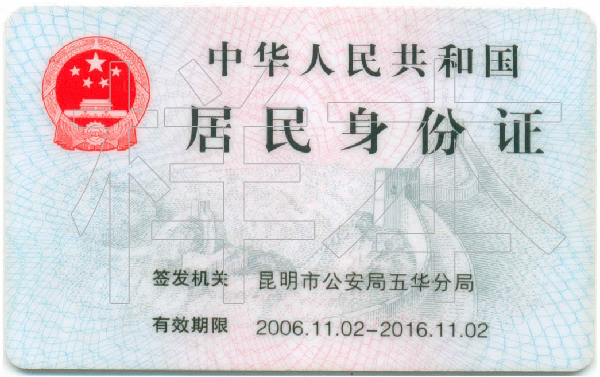 中华人民共和国
居民身份证
样本
签发机关 昆明市公安局五华分局
有效期限 2006.11.02-2016.11.02